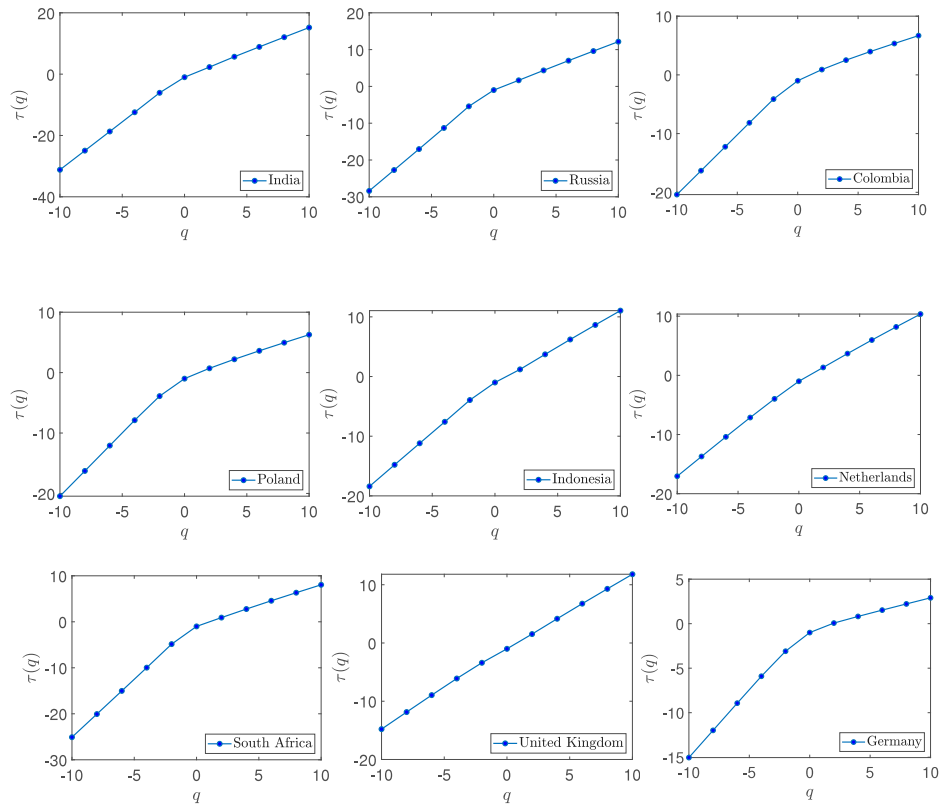 20
0
-20
-40
τ(q)
-10 -5 0 5 10
q
India
20
10
0
-10
-20
-30
τ(q)
-10 -5 0 5 10
q
Russia
10
0
-10
-20
τ(q)
-10 -5 0 5 10
q
Colombia
10
0
-10
-20
τ(q)
-10 -5 0 5 10
q
Poland
10
0
-10
-20
τ(q)
-10 -5 0 5 10
q
Indonesia
10
0
-10
-20
τ(q)
-10 -5 0 5 10
q
Netherlands
10
0
-10
-20
-30
τ(q)
-10 -5 0 5 10
q
South Africa
10
0
-10
-20
τ(q)
-10 -5 0 5 10
q
United Kingdom
5
0
-5
-10
-15
τ(q)
-10 -5 0 5 10
q
Germany